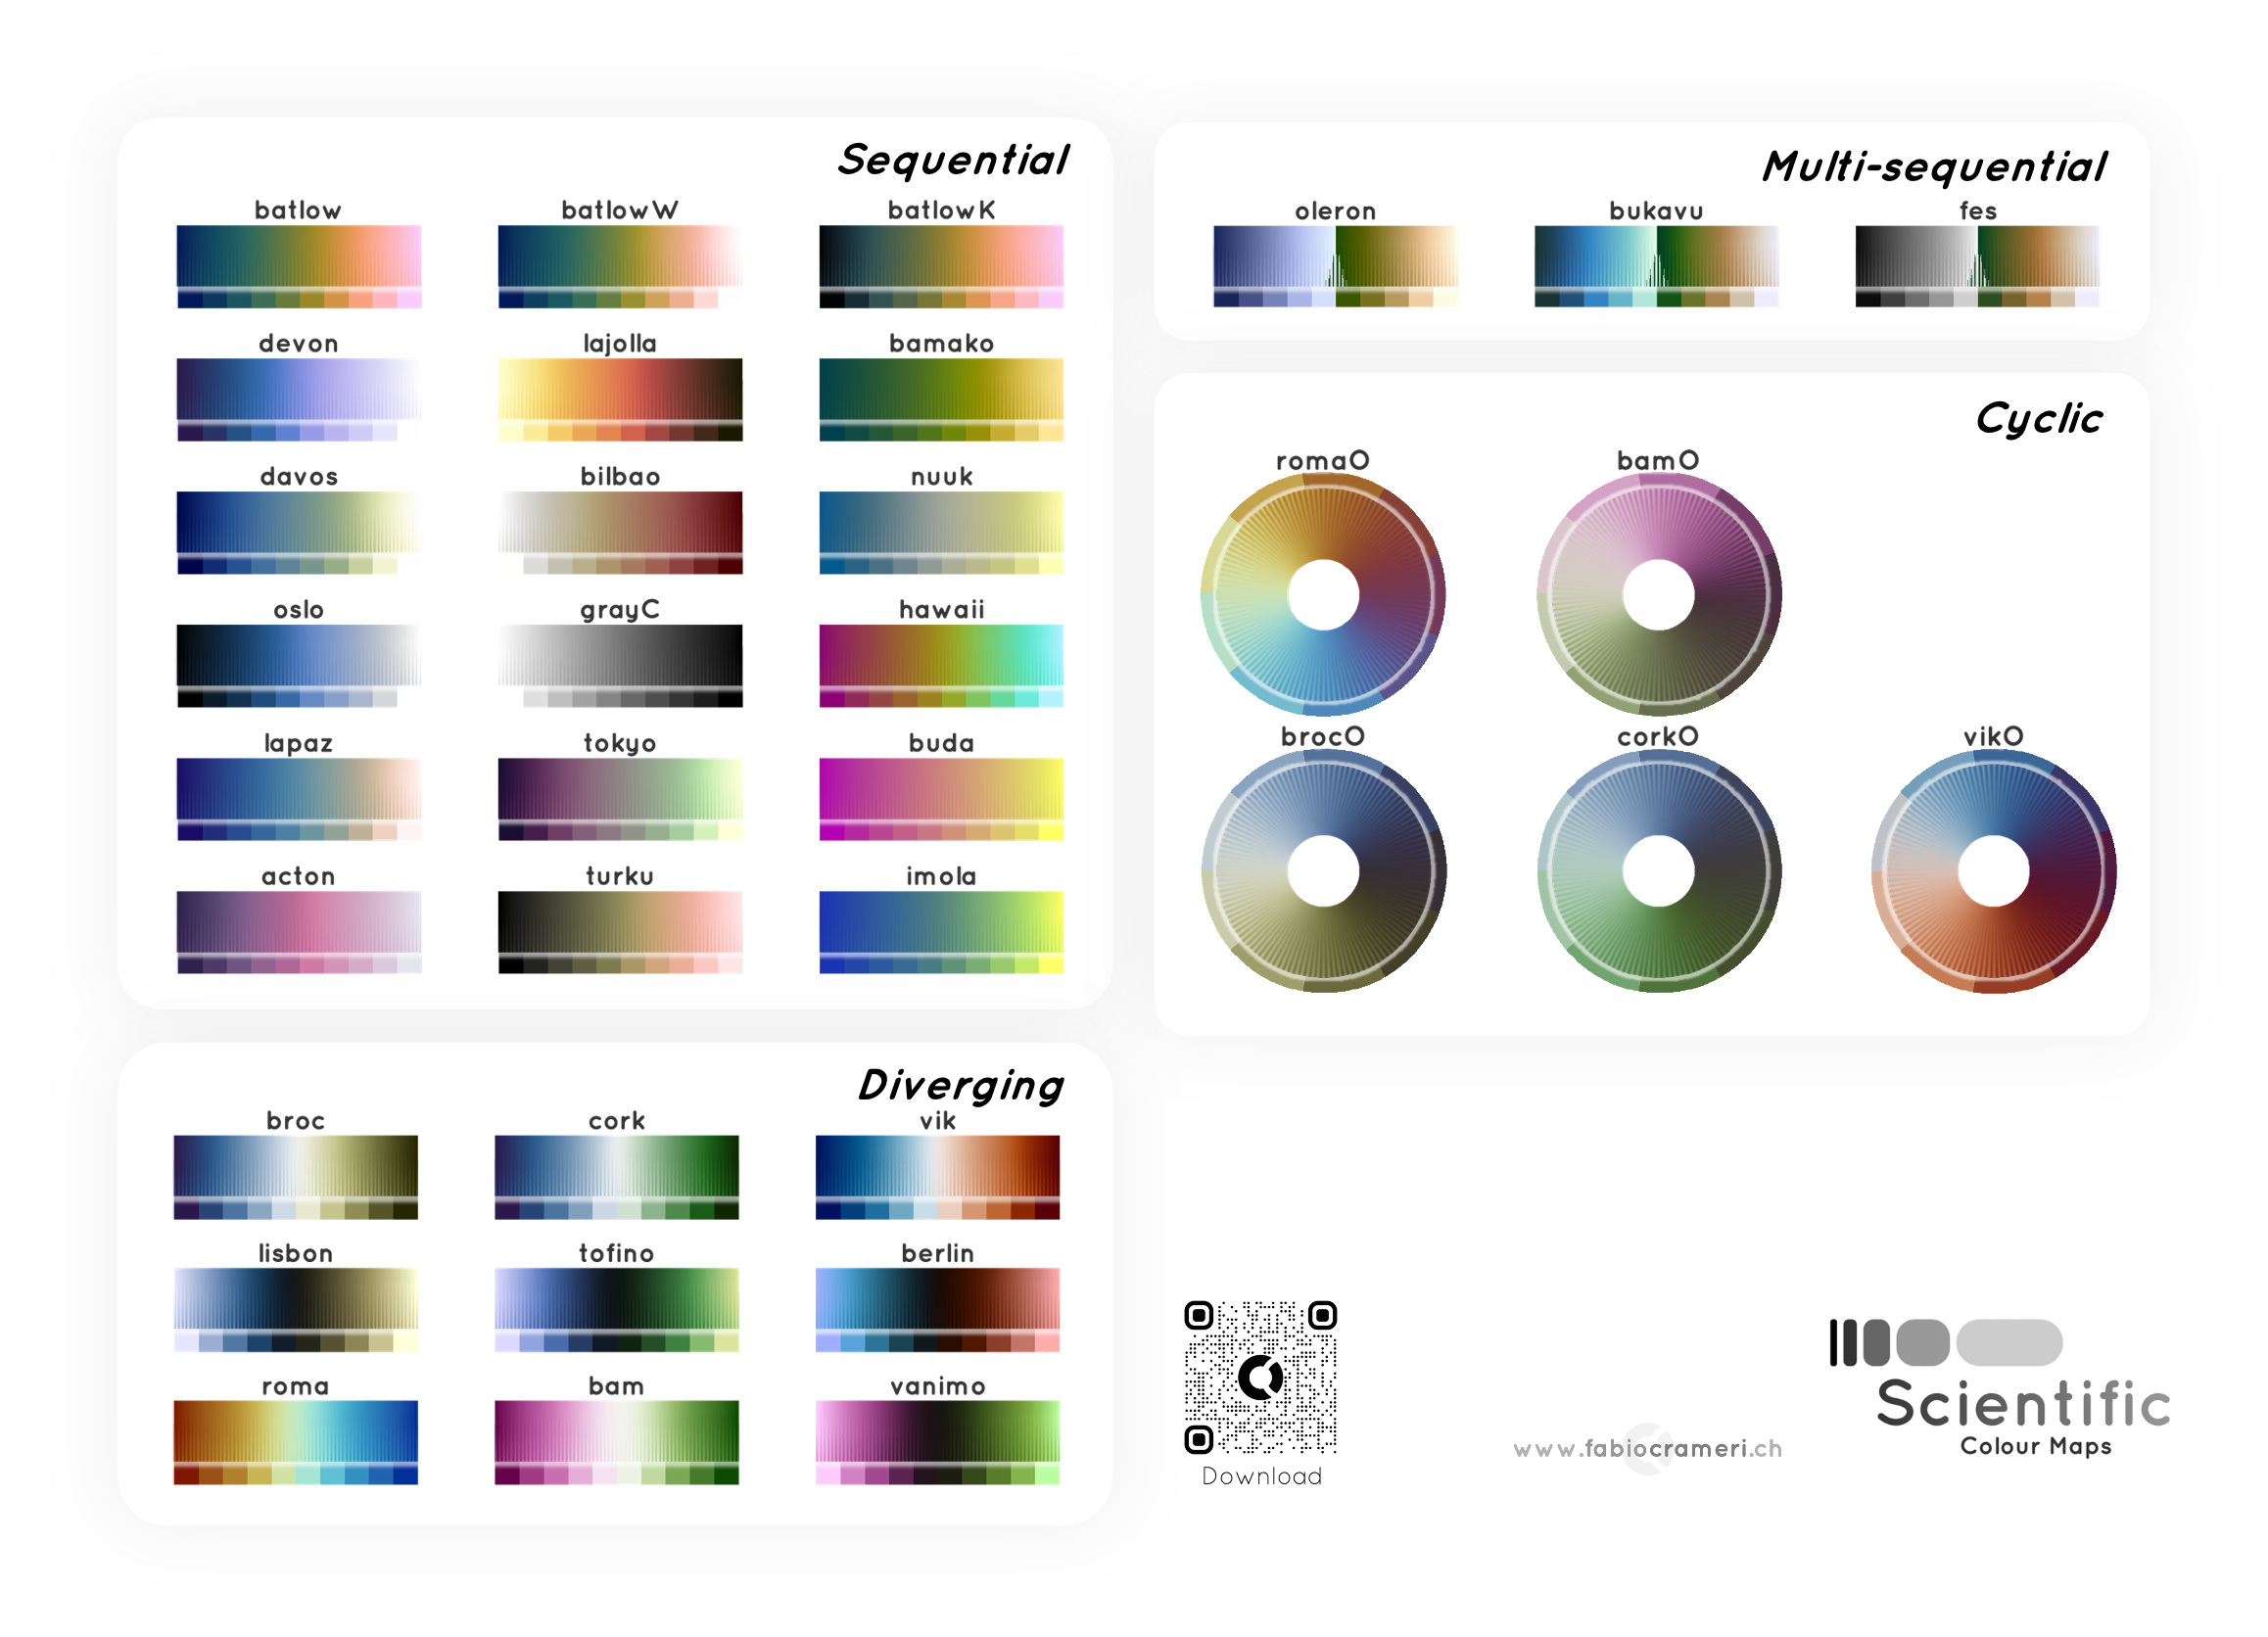 Sequential
batlow batlowW batlowK
devon lajolla bamako
davos bilbao nuuk
oslo grayC hawaii
lapaz tokyo buda
acton turku imola
Diverging
broc cork vik
lisbon tofino berlin
roma bam vanimo
Multi-sequential
oleron bukavu fes
Cyclic
romaO bamO
brocO corkO vikO
Download
www.fabiocrameri.ch
Scientific
Colour Maps